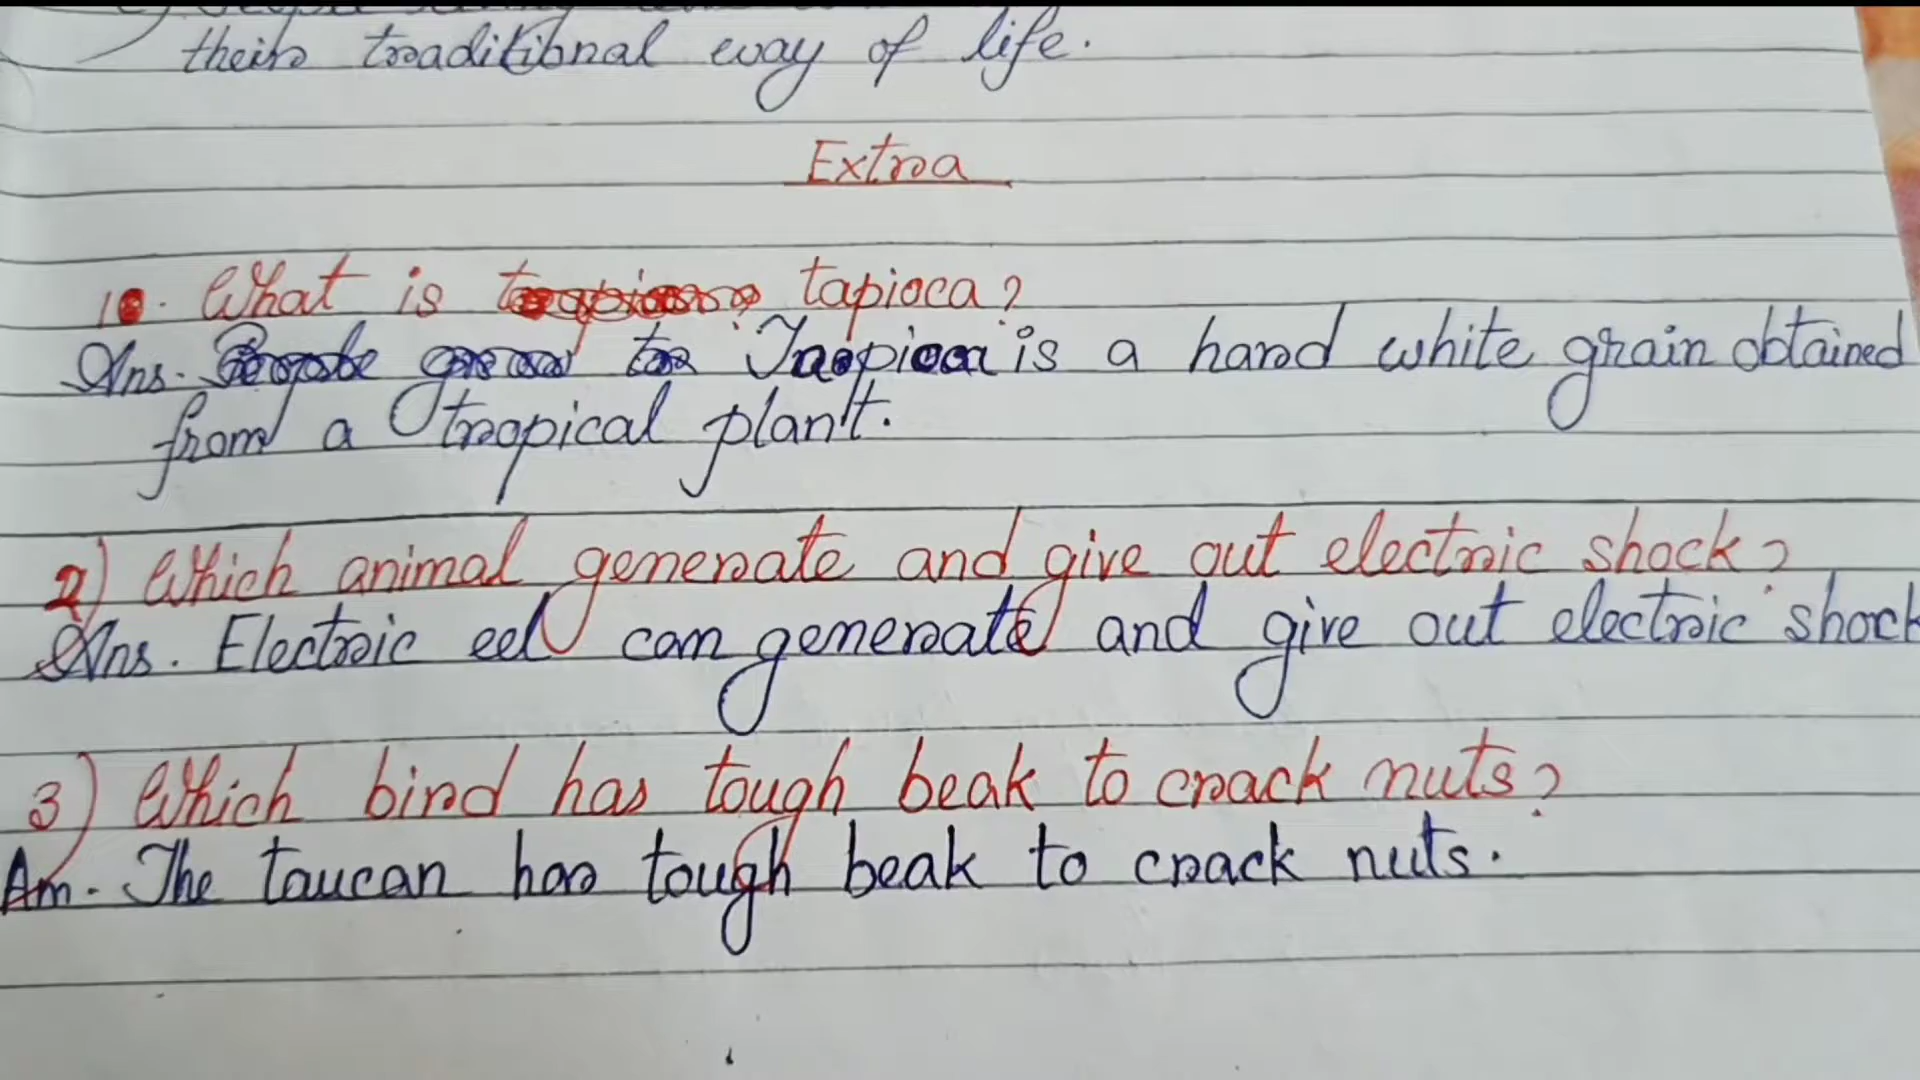 their traditional way of life.
Extra
1. What is tapioca?
Ans. Tapioca is a hard white grain obtained
from a tropical plant.
2) Which animal generate and give out electric shock?
Ans. Electric eel can generate and give out electric shock
3) Which bird has tough beak to crack nuts?
Ans. The taucan has tough beak to crack nuts.